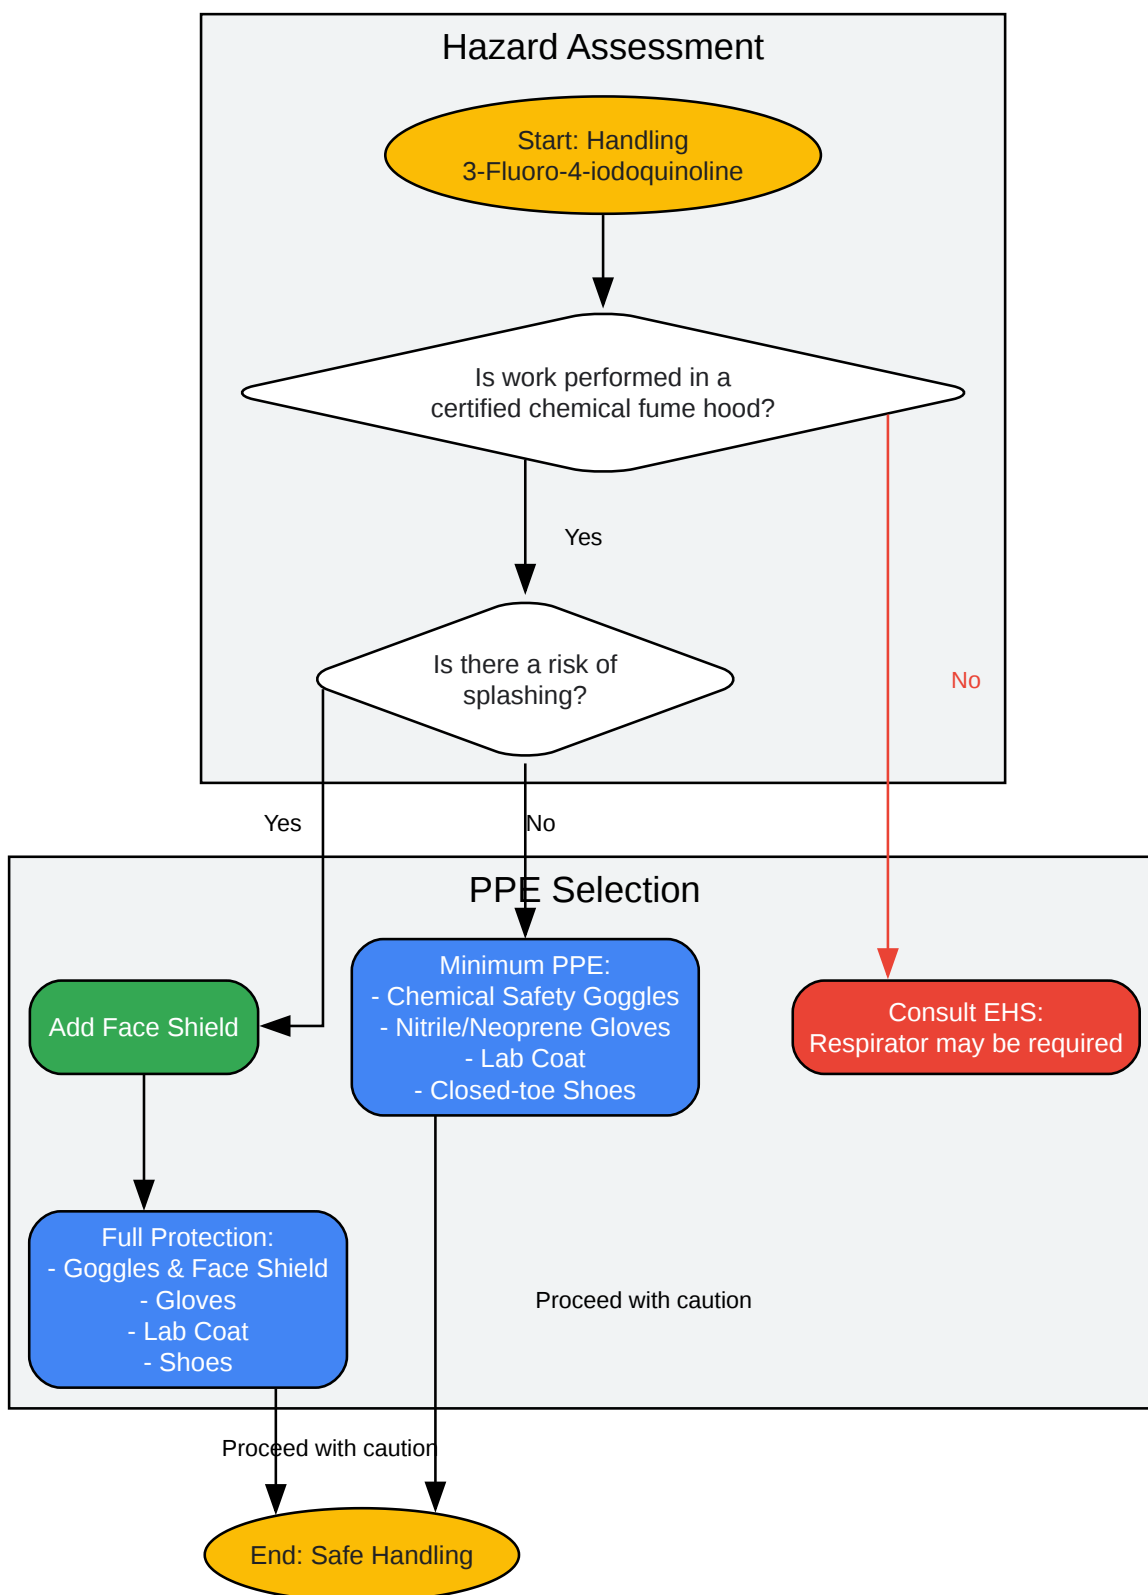 Hazard Assessment
Start: Handling
3-Fluoro-4-iodoquinoline
Is work performed in a
certified chemical fume hood?
Yes
Is there a risk of
splashing?
No
Yes
No
PPE Selection
Add Face Shield
Minimum PPE:
- Chemical Safety Goggles
- Nitrile/Neoprene Gloves
- Lab Coat
- Closed-toe Shoes
Consult EHS:
Respirator may be required
Full Protection:
- Goggles & Face Shield
- Gloves
- Lab Coat
- Shoes
Proceed with caution
Proceed with caution
End: Safe Handling